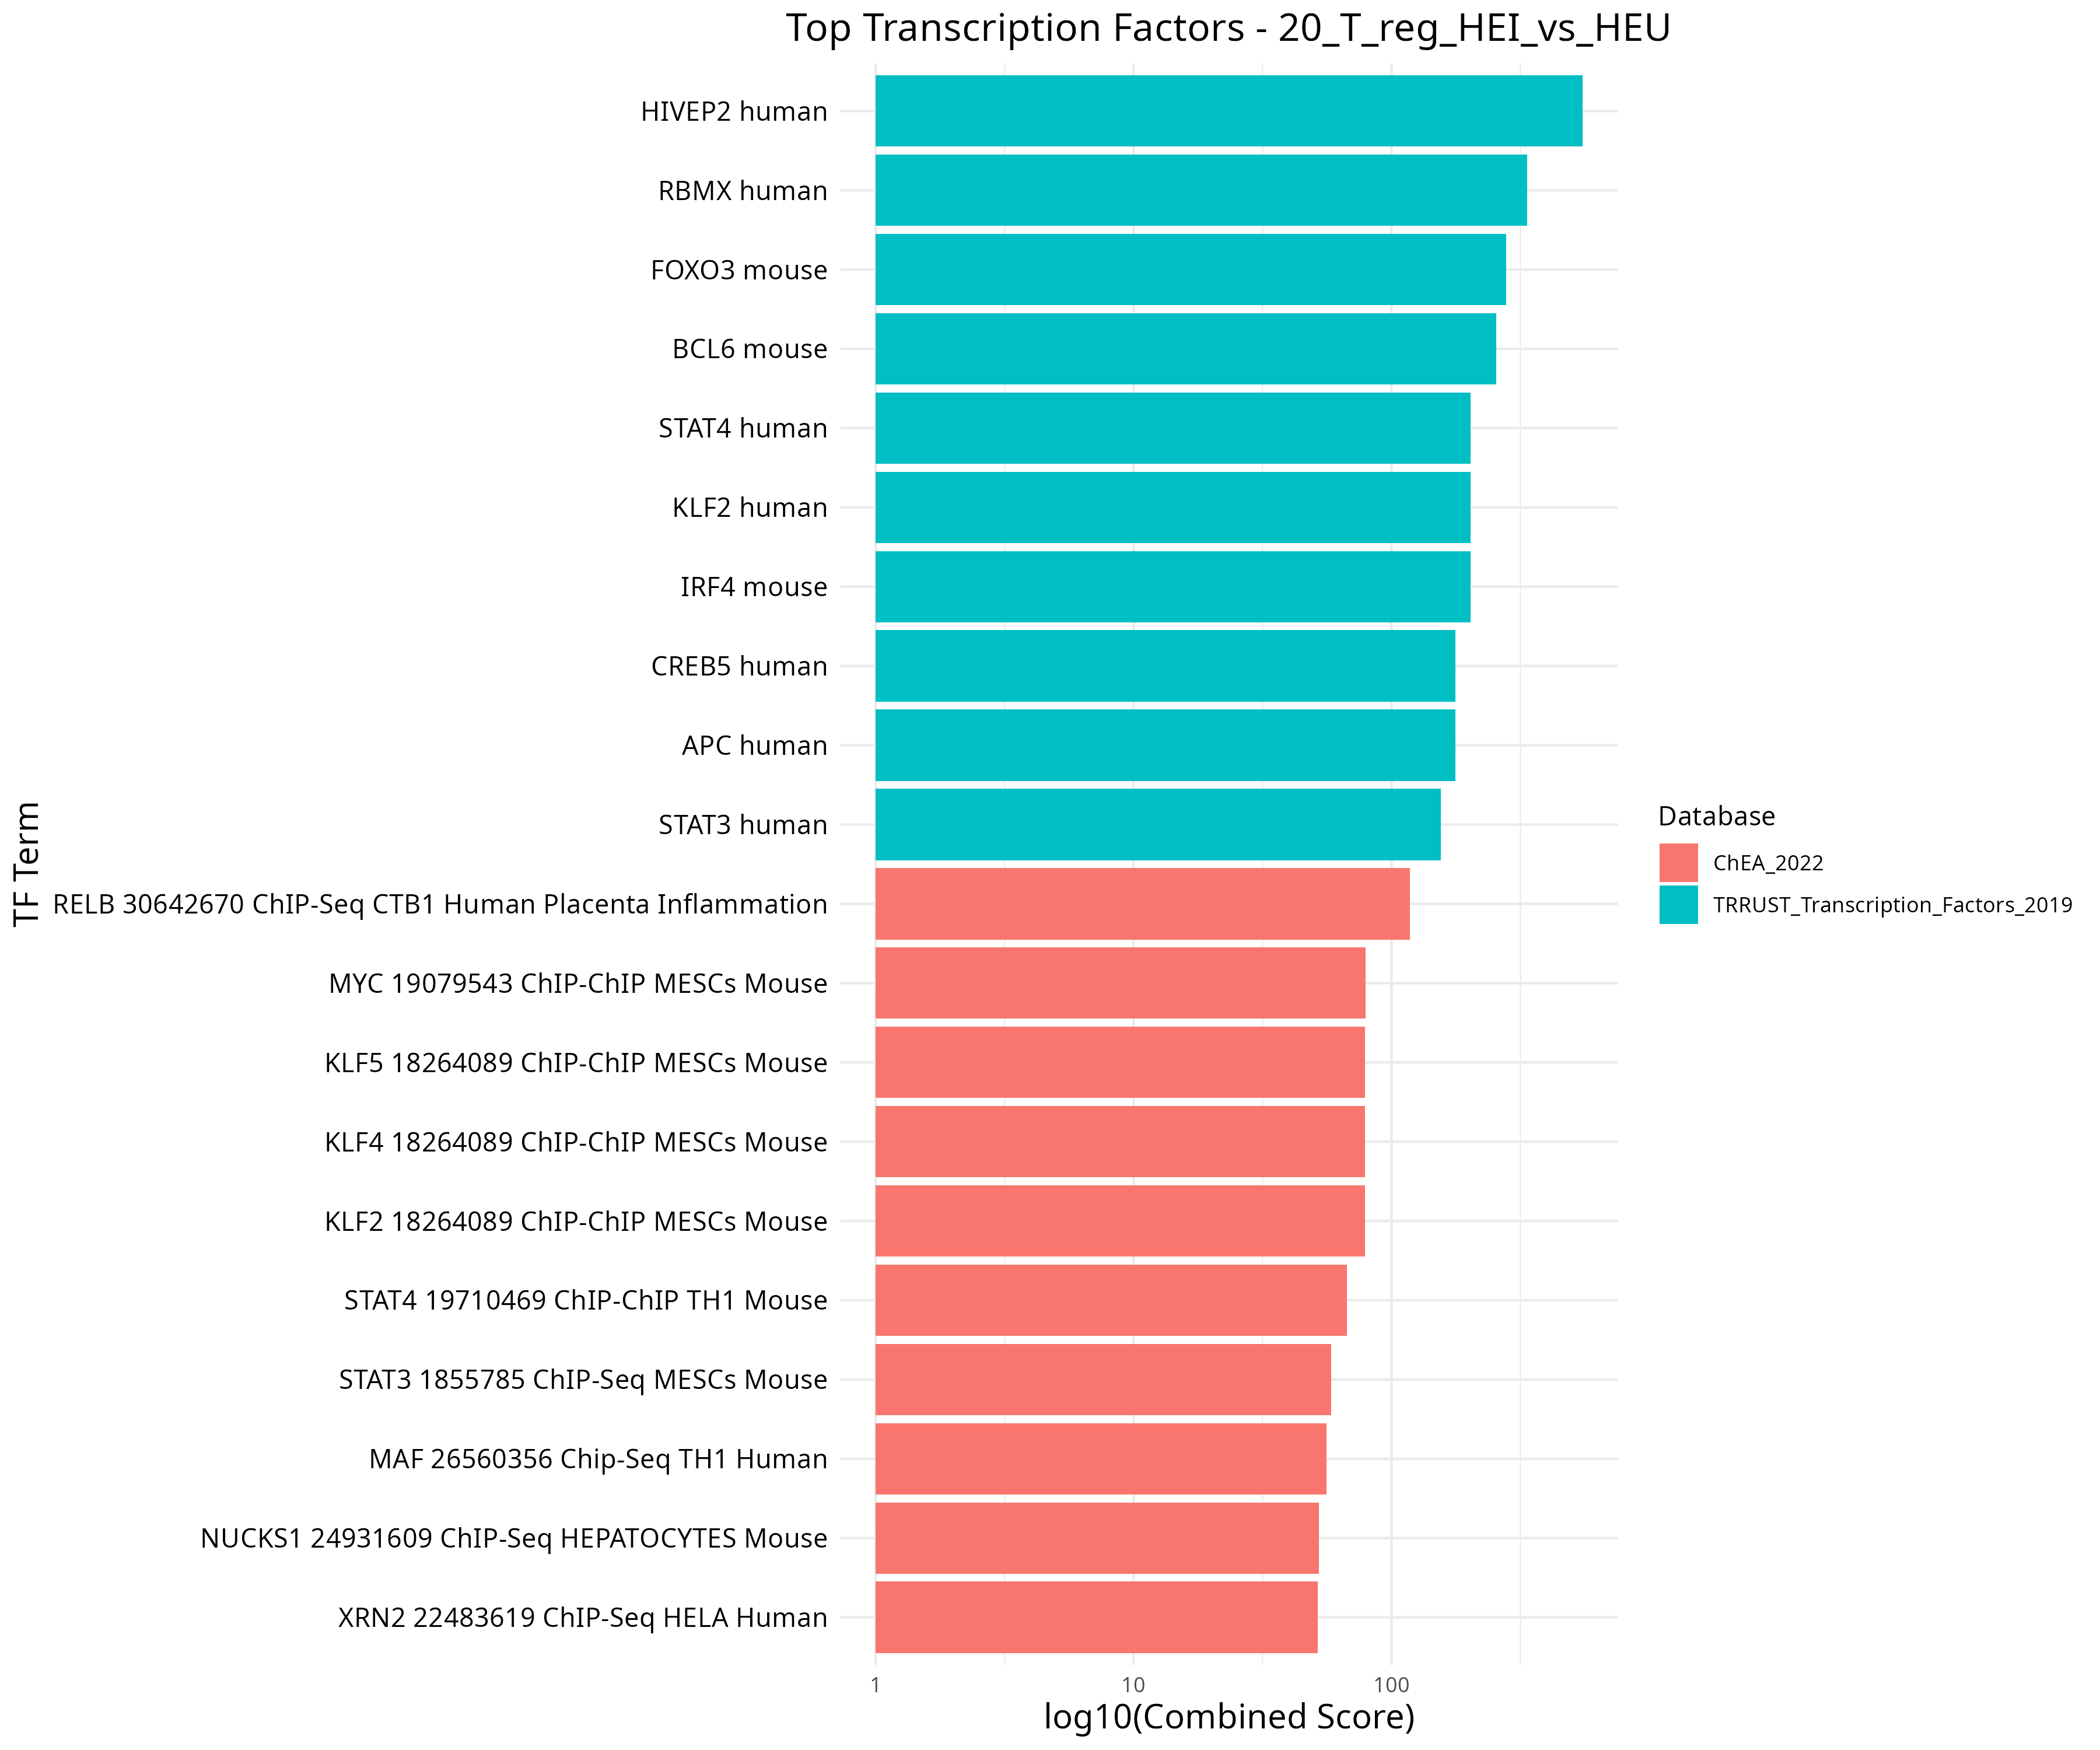 Top Transcription Factors - 20_T_reg_HEI_vs_HEU
HIVEP2 human
RBMX human
FOXO3 mouse
BCL6 mouse
STAT4 human
KLF2 human
IRF4 mouse
CREB5 human
APC human
STAT3 human
RELB 30642670 ChIP-Seq CTB1 Human Placenta Inflammation
MYC 19079543 ChIP-ChIP MESCs Mouse
KLF5 18264089 ChIP-ChIP MESCs Mouse
KLF4 18264089 ChIP-ChIP MESCs Mouse
KLF2 18264089 ChIP-ChIP MESCs Mouse
STAT4 19710469 ChIP-ChIP TH1 Mouse
STAT3 1855785 ChIP-Seq MESCs Mouse
MAF 26560356 Chip-Seq TH1 Human
NUCKS1 24931609 ChIP-Seq HEPATOCYTES Mouse
XRN2 22483619 ChIP-Seq HELA Human
TF Term
1 10 100
log10(Combined Score)
Database
ChEA_2022
TRRUST_Transcription_Factors_2019